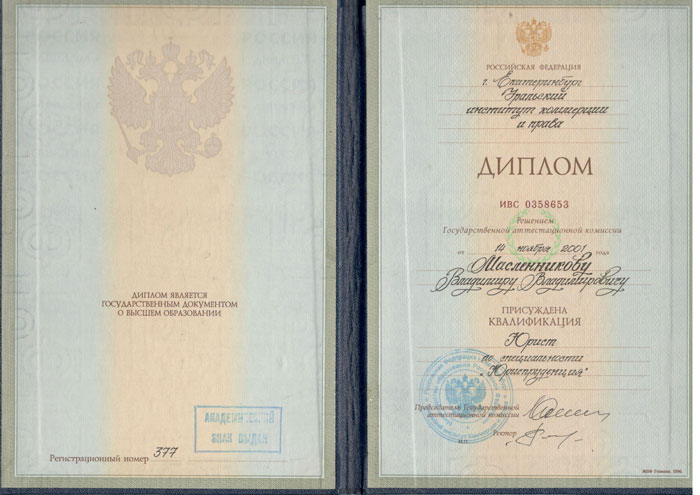 ДИПЛОМ ЯВЛЯЕТСЯ
ГОСУДАРСТВЕННЫМ ДОКУМЕНТОМ
О ВЫСШЕМ ОБРАЗОВАНИИ
АКАДЕМИЧЕСКИЙ
ЗНАК ВЫДАН
Регистрационный номер 377
РОССИЙСКАЯ ФЕДЕРАЦИЯ
г. Екатеринбург
Уральский
институт коммерции
и права
ДИПЛОМ
ИВС 0358653
Решением
Государственной аттестационной комиссии
от 14 ноября 2001 года
Масленникову
Владимиру Владимировичу
ПРИСУЖДЕНА
КВАЛИФИКАЦИЯ
Юрист
по специальности
"Юриспруденция"
Председатель Государственной
аттестационной комиссии
Ректор
М.П.